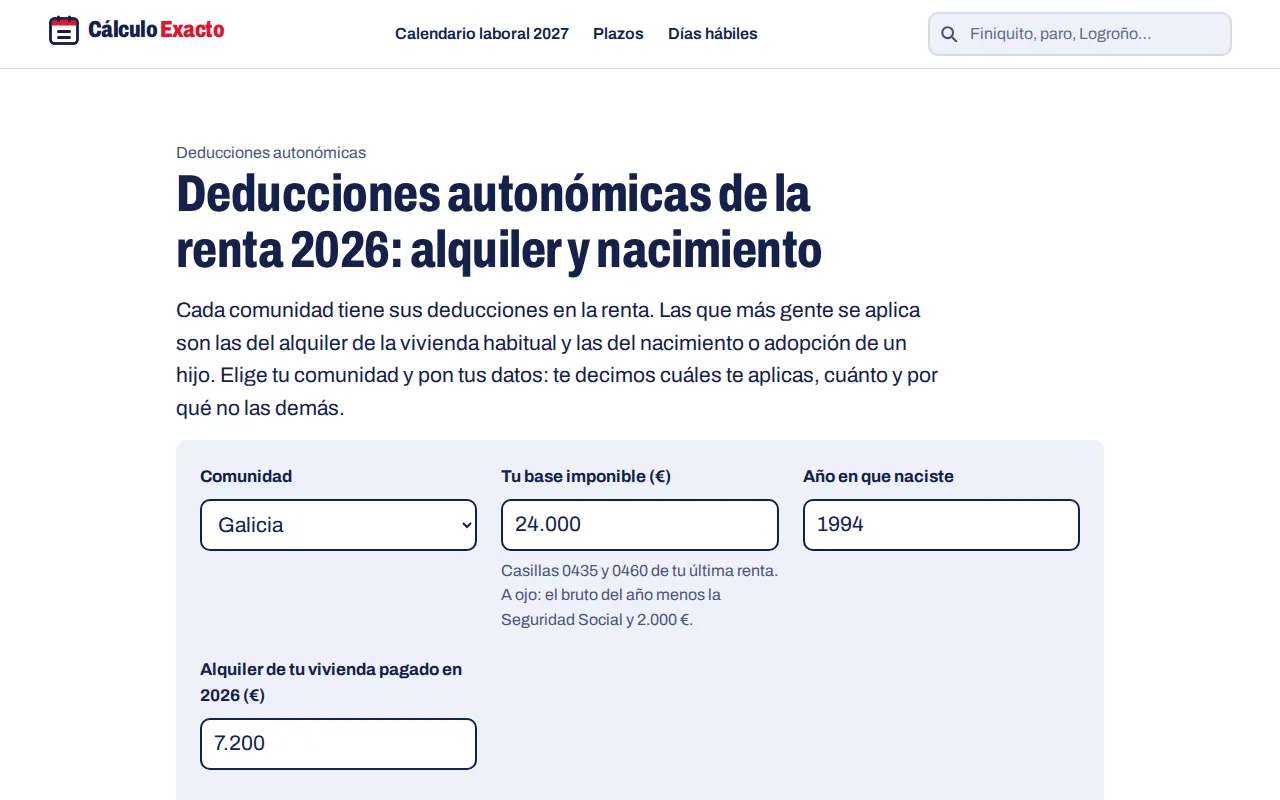 Cálculo Exacto
Calendario laboral 2027
Plazos
Días hábiles
Finiquito, paro, Logroño...
Deducciones autonómicas
Deducciones autonómicas de la
renta 2026: alquiler y nacimiento
Cada comunidad tiene sus deducciones en la renta. Las que más gente se aplica
son las del alquiler de la vivienda habitual y las del nacimiento o adopción de un
hijo. Elige tu comunidad y pon tus datos: te decimos cuáles te aplicas, cuánto y por
qué no las demás.
Comunidad
Galicia
Tu base imponible (€)
24.000
Casillas 0435 y 0460 de tu última renta.
A ojo: el bruto del año menos la
Seguridad Social y 2.000 €.
Año en que naciste
1994
Alquiler de tu vivienda pagado en
2026 (€)
7.200